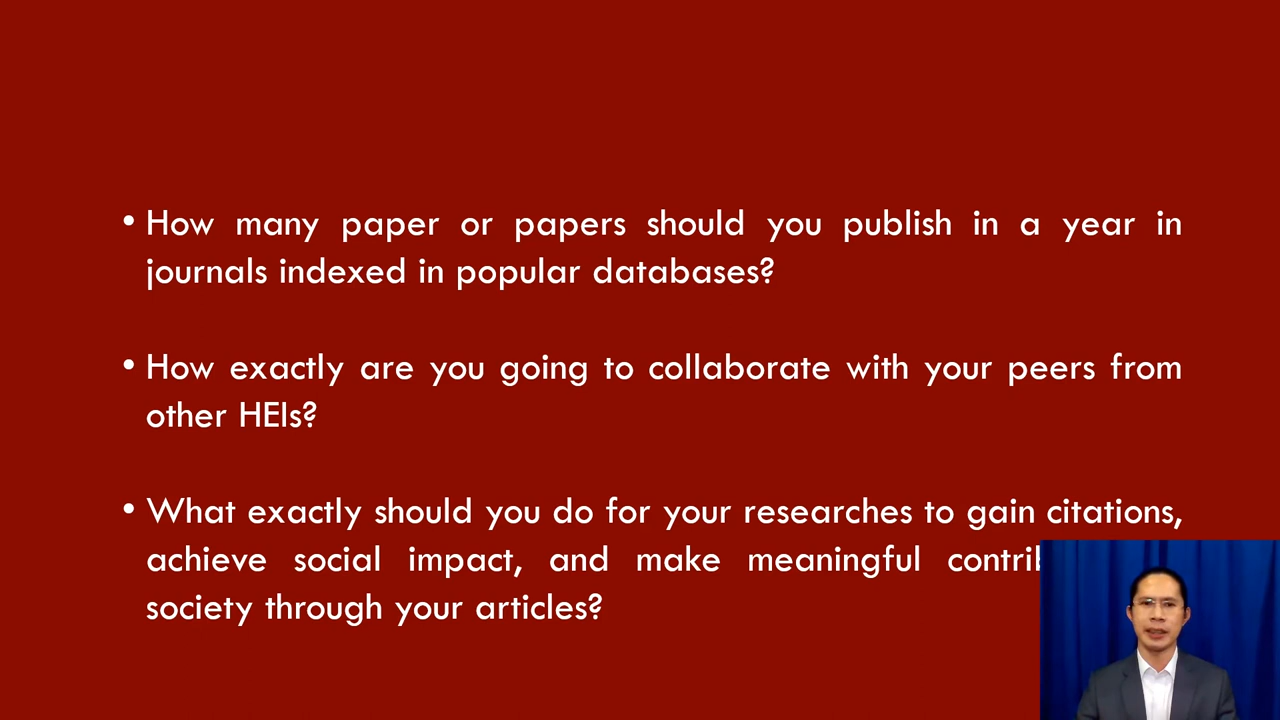 • How many paper or papers should you publish in a year in
journals indexed in popular databases?
• How exactly are you going to collaborate with your peers from
other HEIs?
• What exactly should you do for your researches to gain citations,
achieve social impact, and make meaningful
society through your articles?